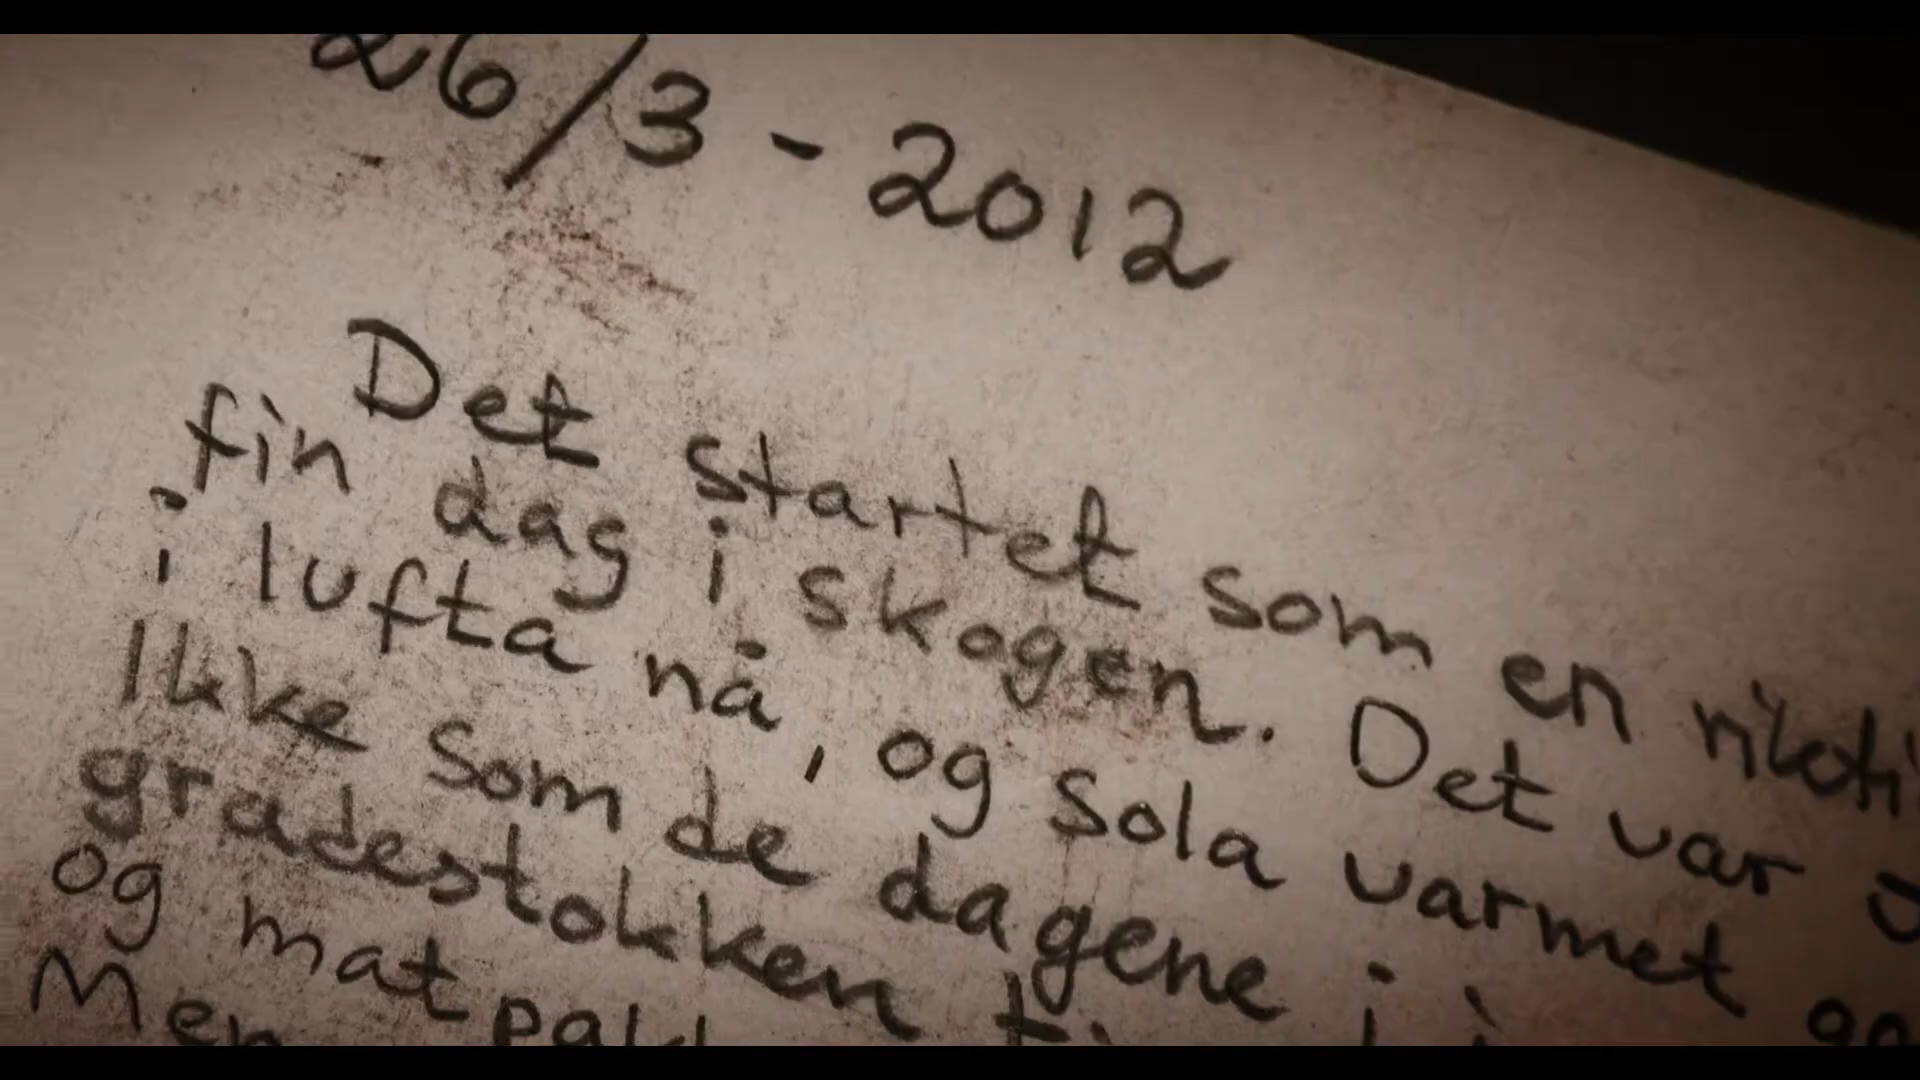 26/3 - 2012
Det startet som en
fin dag i skogen. Det var
i lufta nå, og sola varmet
Ikke som de dagene i
gradestokken
og
Men